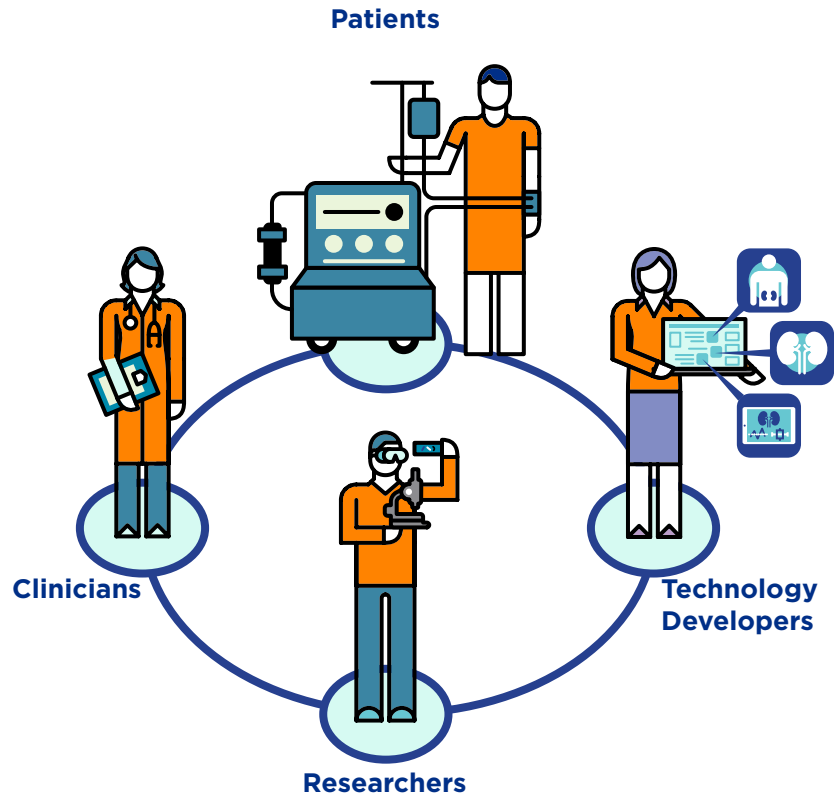 Patients
Clinicians
Technology
Developers
Researchers